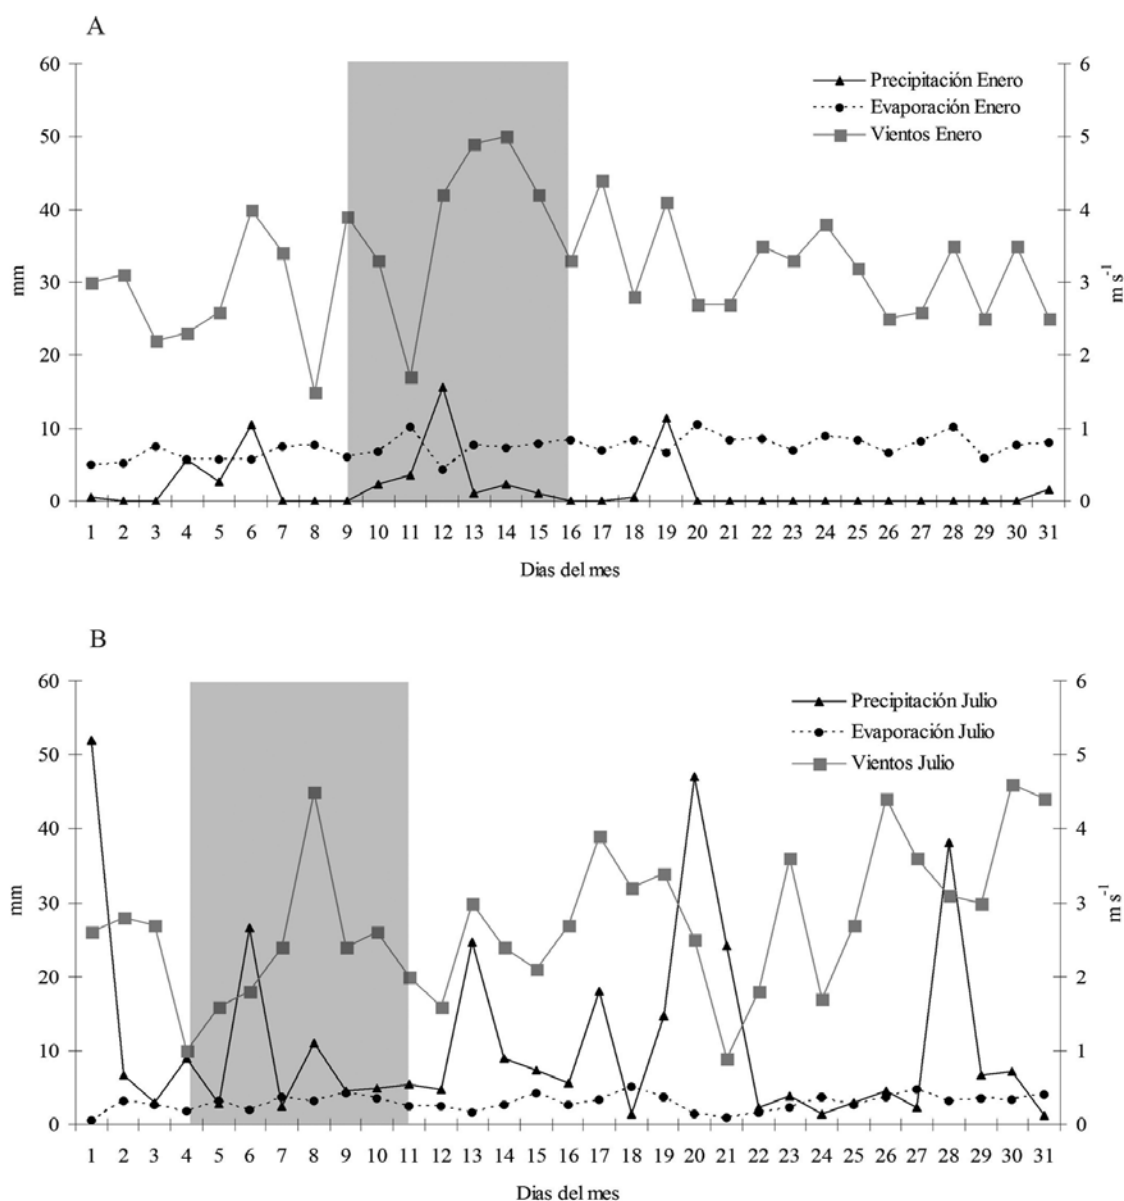 A
60
50
40
30
20
10
0
mm
6
5
4
3
2
1
0
m s⁻¹
Precipitación Enero
Evaporación Enero
Vientos Enero
1 2 3 4 5 6 7 8 9 10 11 12 13 14 15 16 17 18 19 20 21 22 23 24 25 26 27 28 29 30 31
Dias del mes
B
60
50
40
30
20
10
0
mm
6
5
4
3
2
1
0
m s⁻¹
Precipitación Julio
Evaporación Julio
Vientos Julio
1 2 3 4 5 6 7 8 9 10 11 12 13 14 15 16 17 18 19 20 21 22 23 24 25 26 27 28 29 30 31
Dias del mes